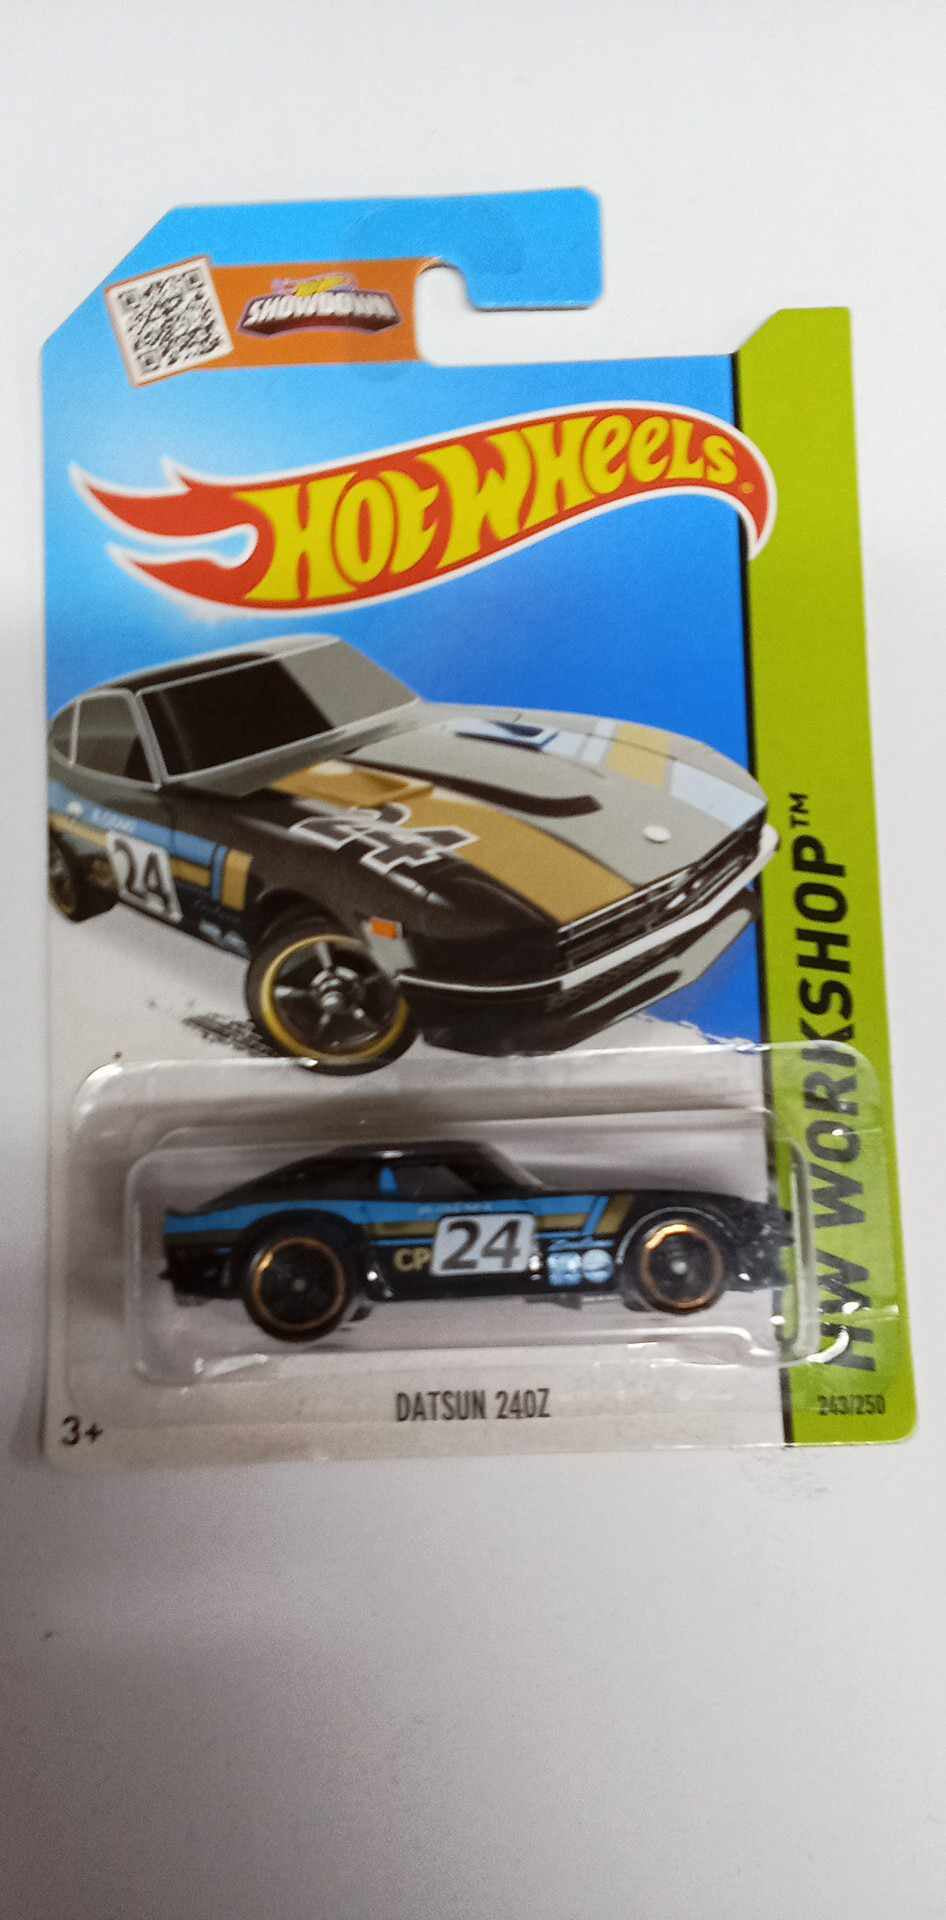 SHOWDOWN
HOT WHEELS
24
24
CP
24
DATSUN 240Z
3+
HW WORKSHOP™
243/250